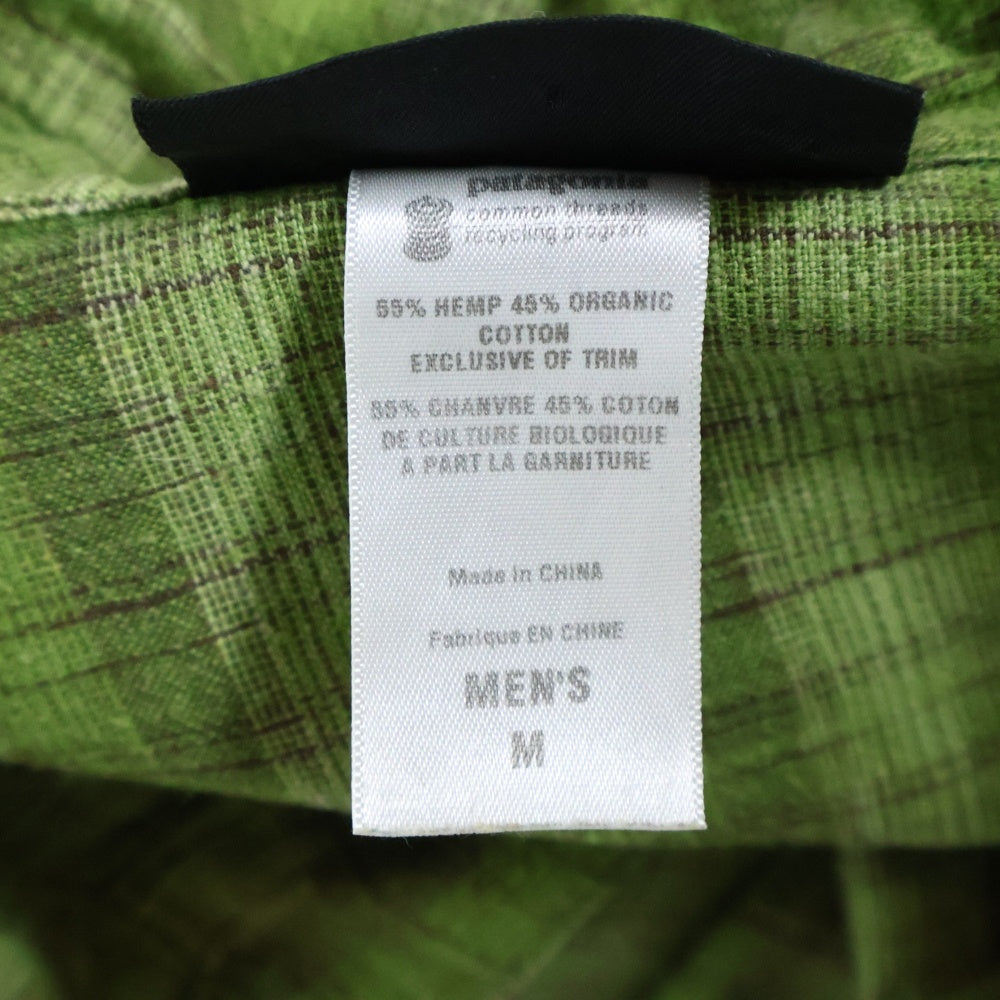 patagonia
common threads
recycling program
55% HEMP 45% ORGANIC
COTTON
EXCLUSIVE OF TRIM
55% CHANVRE 45% COTON
DE CULTURE BIOLOGIQUE
A PART LA GARNITURE
Made in CHINA
Fabriqué EN CHINE
MEN'S
M